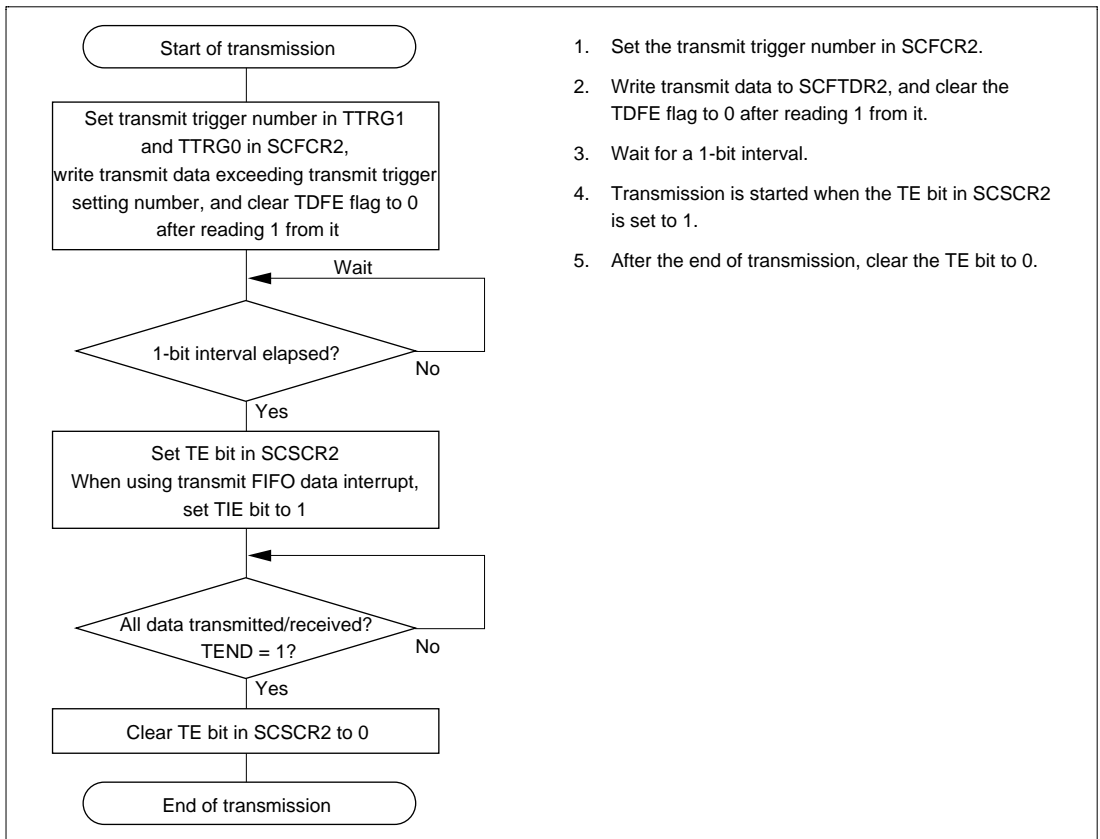 Start of transmission
Set transmit trigger number in TTRG1
and TTRG0 in SCFCR2,
write transmit data exceeding transmit trigger
setting number, and clear TDFE flag to 0
after reading 1 from it
Wait
1-bit interval elapsed?
No
Yes
Set TE bit in SCSCR2
When using transmit FIFO data interrupt,
set TIE bit to 1
All data transmitted/received?
TEND = 1?
No
Yes
Clear TE bit in SCSCR2 to 0
End of transmission
1. Set the transmit trigger number in SCFCR2.
2. Write transmit data to SCFTDR2, and clear the
TDFE flag to 0 after reading 1 from it.
3. Wait for a 1-bit interval.
4. Transmission is started when the TE bit in SCSCR2
is set to 1.
5. After the end of transmission, clear the TE bit to 0.